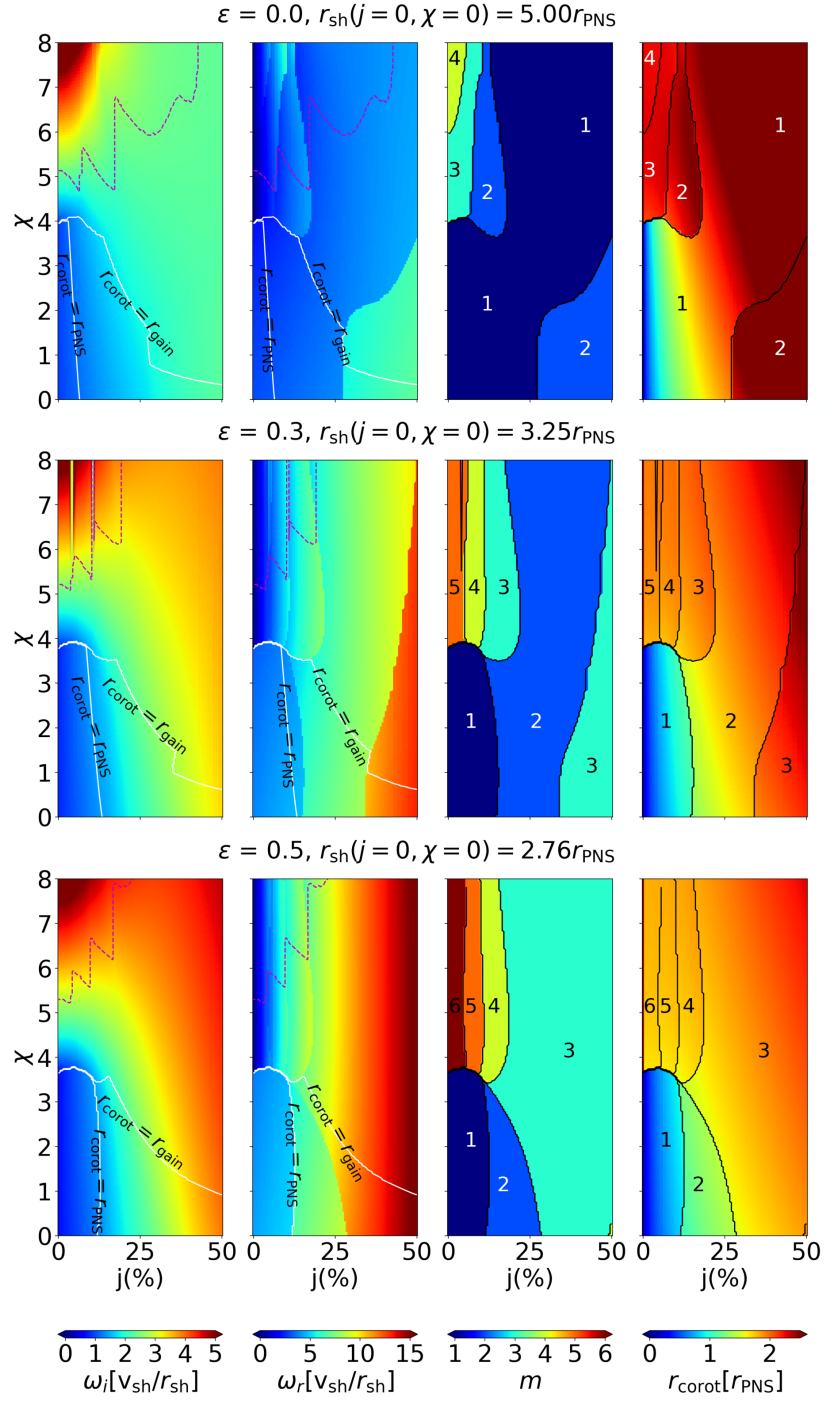 ε = 0.0, r_sh(j = 0, χ = 0) = 5.00r_PNS
8
7
6
5
4
3
2
1
0
χ
r_corot = r_PNS
r_corot = r_gain
r_corot = r_PNS
r_corot = r_gain
4
3
2
1
1
2
4
3
2
1
1
2
ε = 0.3, r_sh(j = 0, χ = 0) = 3.25r_PNS
8
7
6
5
4
3
2
1
0
χ
r_corot = r_PNS
r_corot = r_gain
r_corot = r_PNS
r_corot = r_gain
5 4 3
1 2
3
5 4 3
1 2
3
ε = 0.5, r_sh(j = 0, χ = 0) = 2.76r_PNS
8
7
6
5
4
3
2
1
0
χ
r_corot = r_PNS
r_corot = r_gain
r_corot = r_PNS
r_corot = r_gain
6 5 4
3
1
2
6 5 4
3
1
2
0 25 50
0 25 50
0 25 50
0 25 50
j(%) j(%) j(%) j(%)
0 1 2 3 4 5
ω_i[v_sh/r_sh]
0 5 10 15
ω_r[v_sh/r_sh]
1 2 3 4 5 6
m
0 1 2
r_corot[r_PNS]